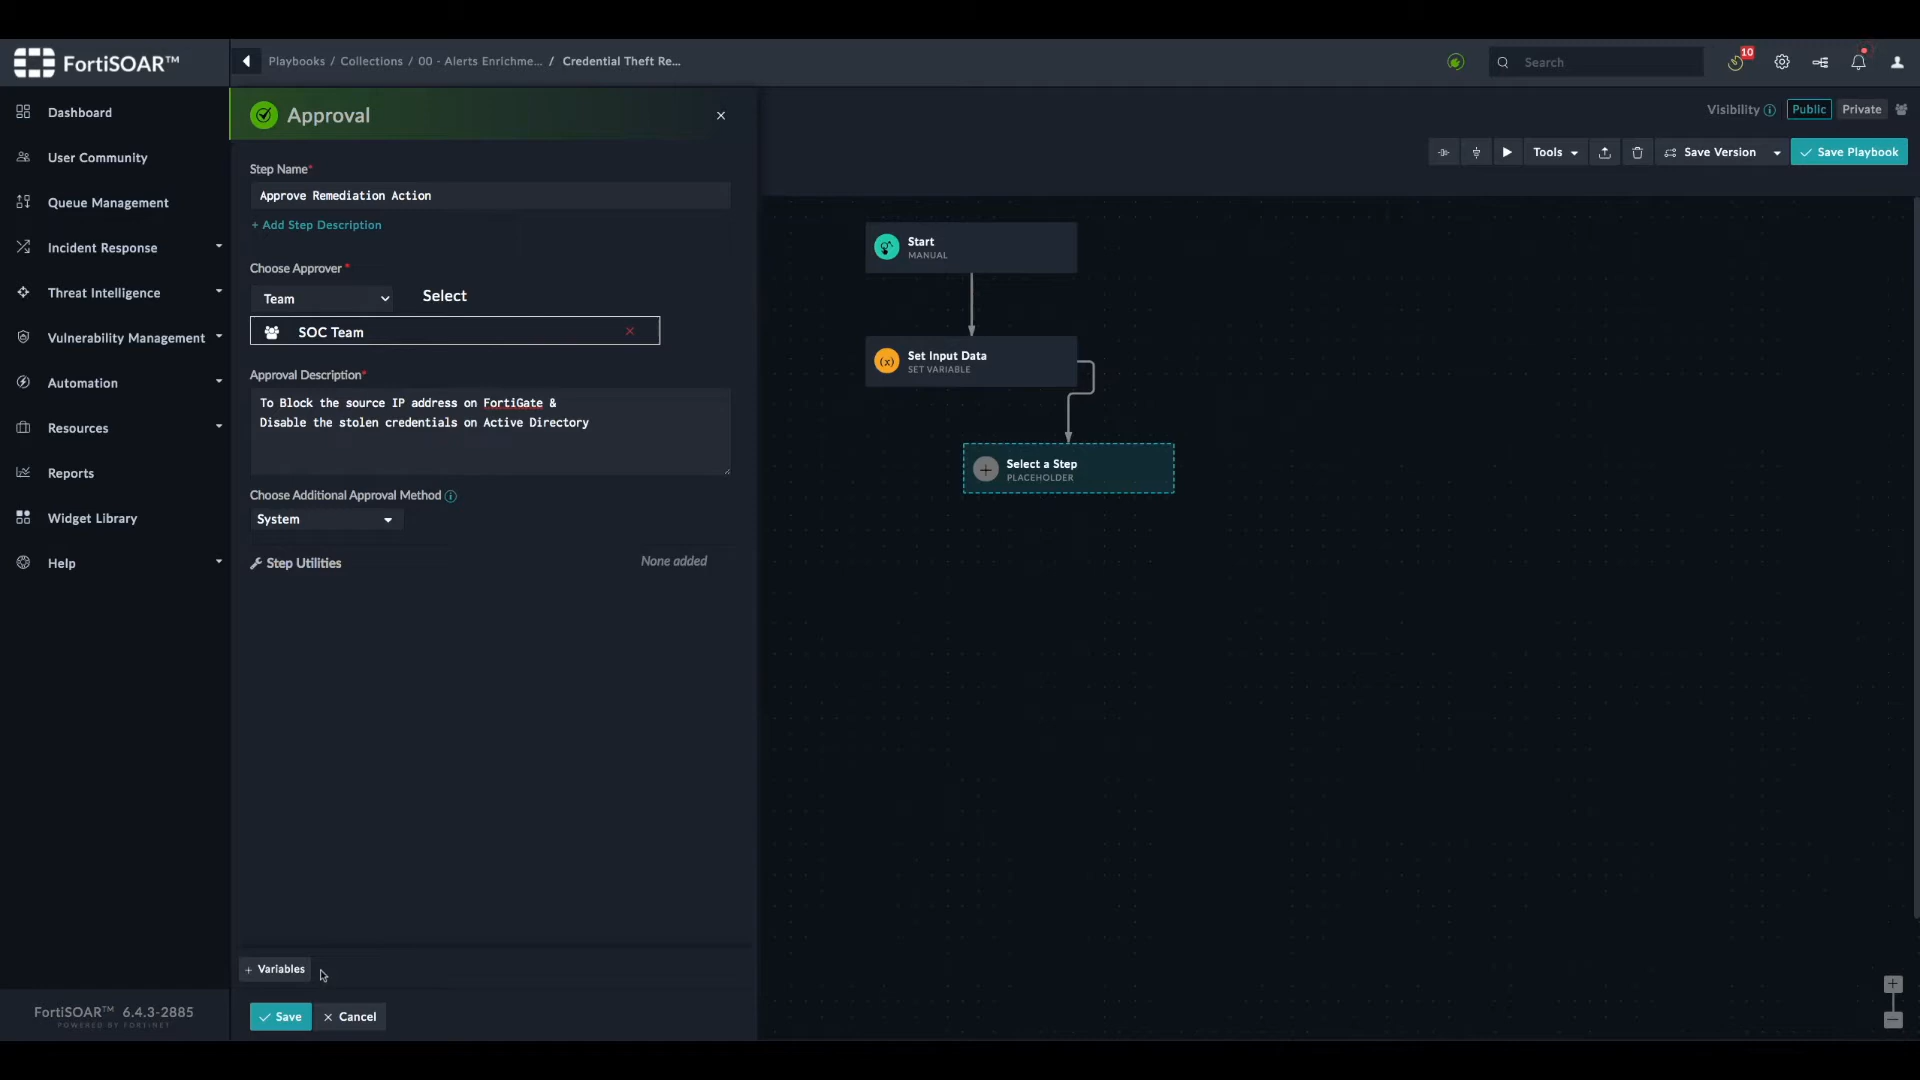 FortiSOAR™
Playbooks / Collections / 00 - Alerts Enrichme... / Credential Theft Re...
Search
10
Dashboard
User Community
Queue Management
Incident Response
Threat Intelligence
Vulnerability Management
Automation
Resources
Reports
Widget Library
Help
FortiSOAR™ 6.4.3-2885
POWERED BY FORTINET
Approval
×
Step Name*
Approve Remediation Action
+ Add Step Description
Choose Approver *
Team
Select
SOC Team
×
Approval Description*
To Block the source IP address on FortiGate &
Disable the stolen credentials on Active Directory
Choose Additional Approval Method
System
Step Utilities
None added
+ Variables
Save
× Cancel
Visibility
Public
Private
Tools
Save Version
Save Playbook
Start
MANUAL
(x)
Set Input Data
SET VARIABLE
Select a Step
PLACEHOLDER